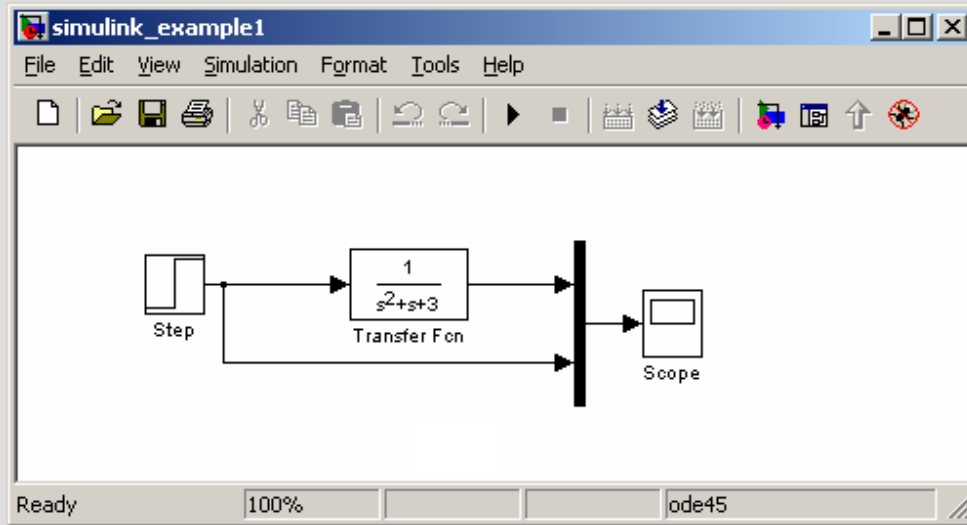 simulink_example1
File Edit View Simulation Format Tools Help
Step
1
s²+s+3
Transfer Fcn
Scope
Ready 100% ode45